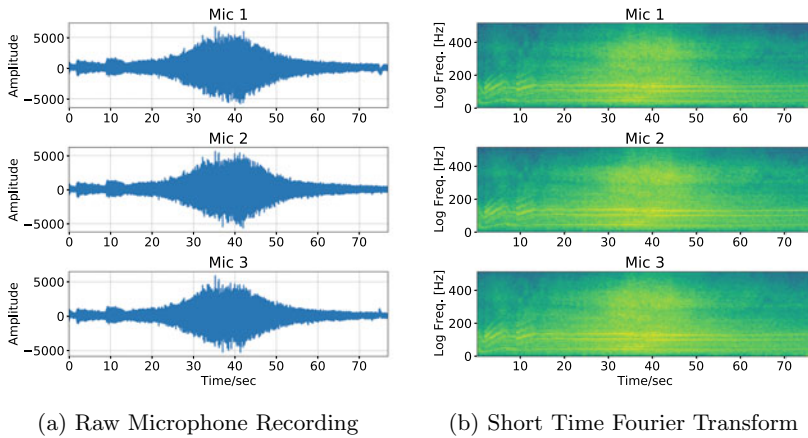 Mic 1
5000
0
−5000
Amplitude
0 10 20 30 40 50 60 70
Mic 2
5000
0
−5000
Amplitude
0 10 20 30 40 50 60 70
Mic 3
5000
0
−5000
Amplitude
0 10 20 30 40 50 60 70
Time/sec
(a) Raw Microphone Recording
Mic 1
400
200
0
Log Freq. [Hz]
10 20 30 40 50 60 70
Mic 2
400
200
0
Log Freq. [Hz]
10 20 30 40 50 60 70
Mic 3
400
200
0
Log Freq. [Hz]
10 20 30 40 50 60 70
Time/sec
(b) Short Time Fourier Transform